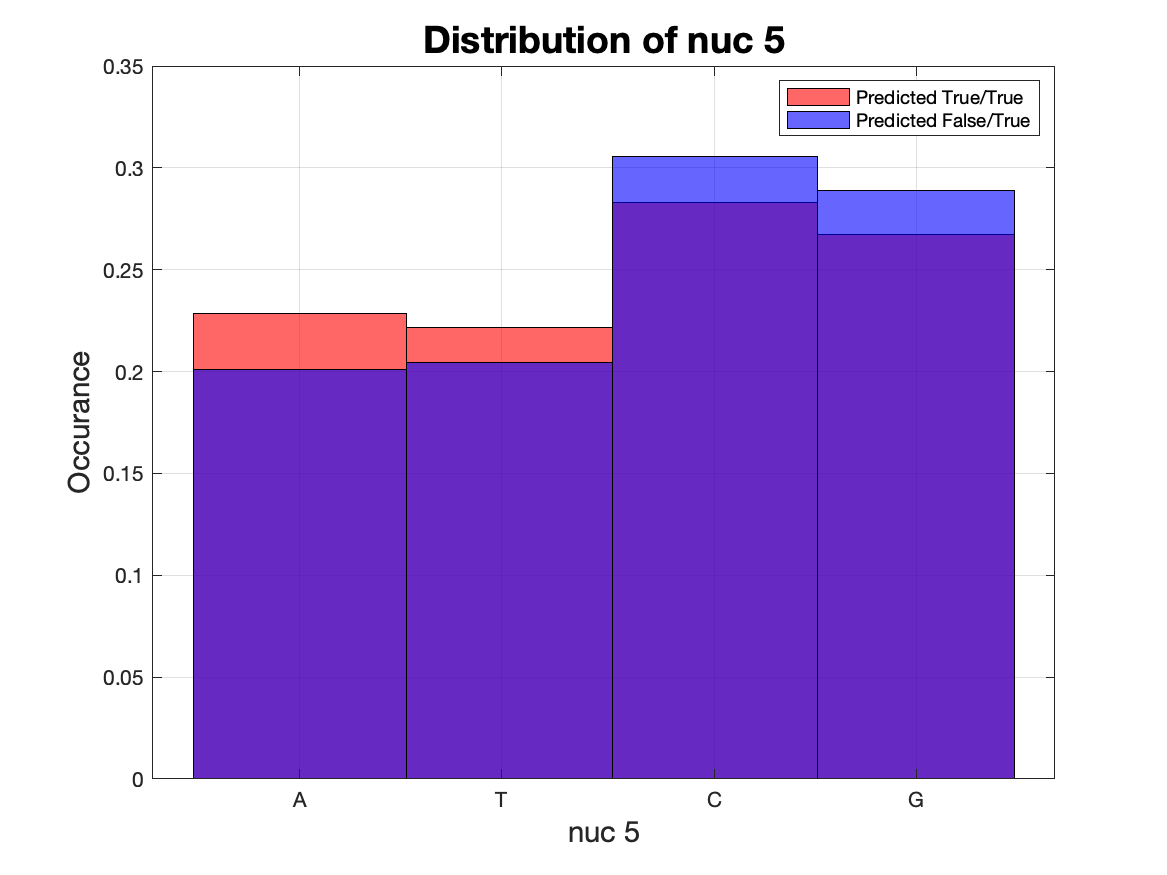 Distribution of nuc 5
0.35
0.3
0.25
0.2
0.15
0.1
0.05
0
Occurance
Predicted True/True
Predicted False/True
A T C G
nuc 5